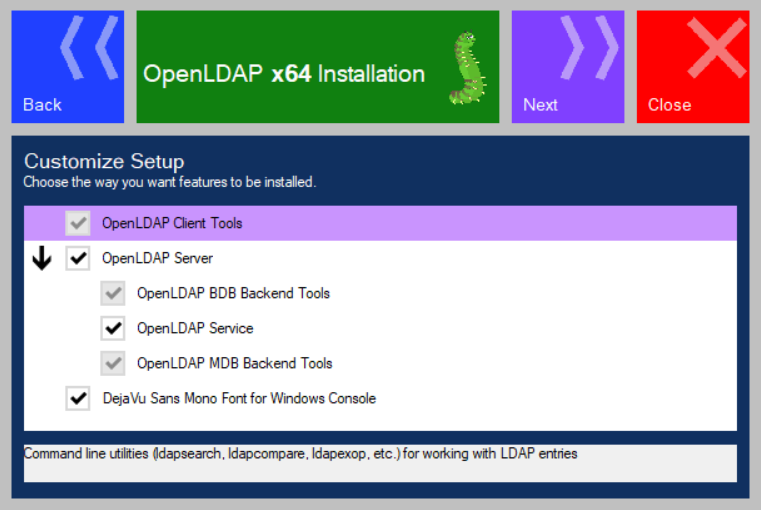 Back
OpenLDAP x64 Installation
Next
Close
Customize Setup
Choose the way you want features to be installed.
OpenLDAP Client Tools
OpenLDAP Server
OpenLDAP BDB Backend Tools
OpenLDAP Service
OpenLDAP MDB Backend Tools
DejaVu Sans Mono Font for Windows Console
Command line utilities (ldapsearch, ldapcompare, ldapexop, etc.) for working with LDAP entries